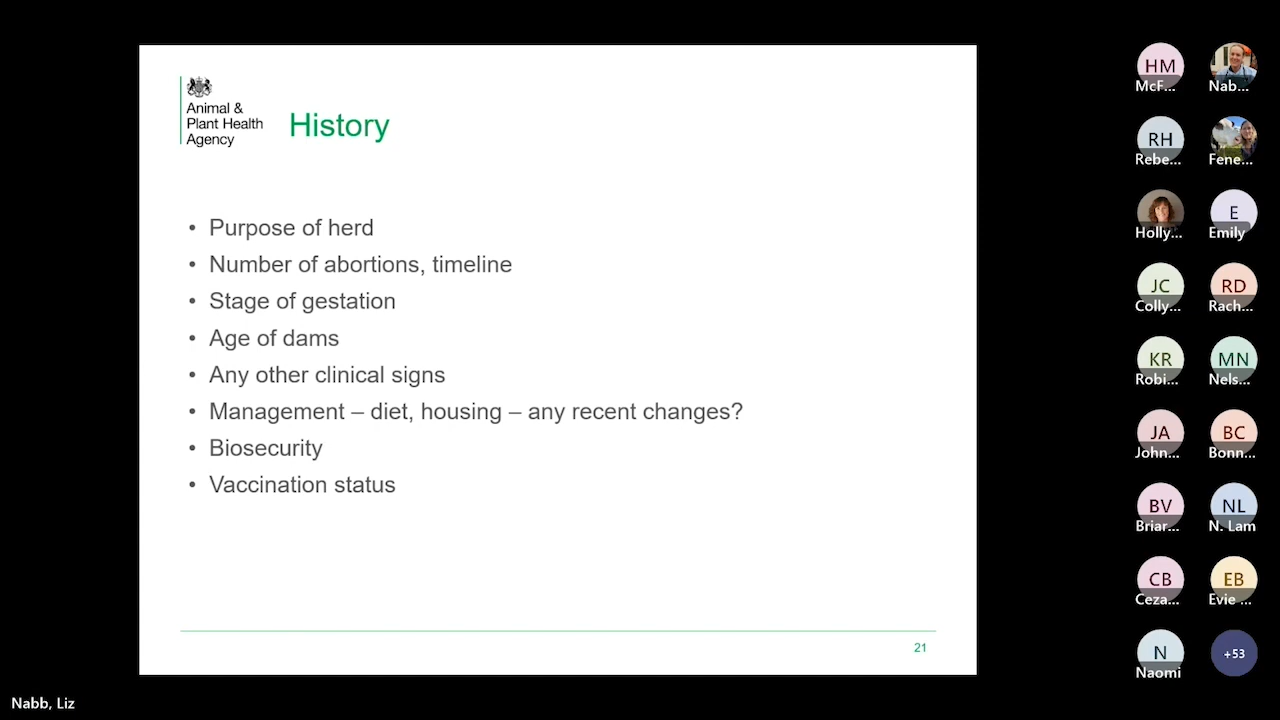 Animal &
Plant Health
Agency
History
• Purpose of herd
• Number of abortions, timeline
• Stage of gestation
• Age of dams
• Any other clinical signs
• Management – diet, housing – any recent changes?
• Biosecurity
• Vaccination status
21
HM
McF...
Nab...
RH
Rebe...
Fene...
Holly...
E
Emily
JC
Colly...
RD
Rach...
KR
Robi...
MN
Nels...
JA
John...
BC
Bonn...
BV
Briar...
NL
N. Lam
CB
Ceza...
EB
Evie ...
N
Naomi
+53
Nabb, Liz